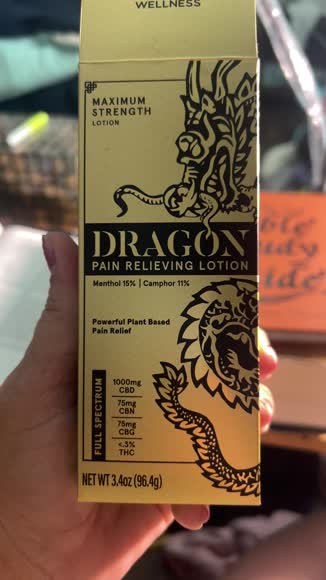 WELLNESS
MAXIMUM
STRENGTH
LOTION
DRAGON
PAIN RELIEVING LOTION
Menthol 15% | Camphor 11%
Powerful Plant Based
Pain Relief
FULL SPECTRUM
1000mg
CBD
75mg
CBN
75mg
CBG
<.3%
THC
NET WT 3.4oz (96.4g)